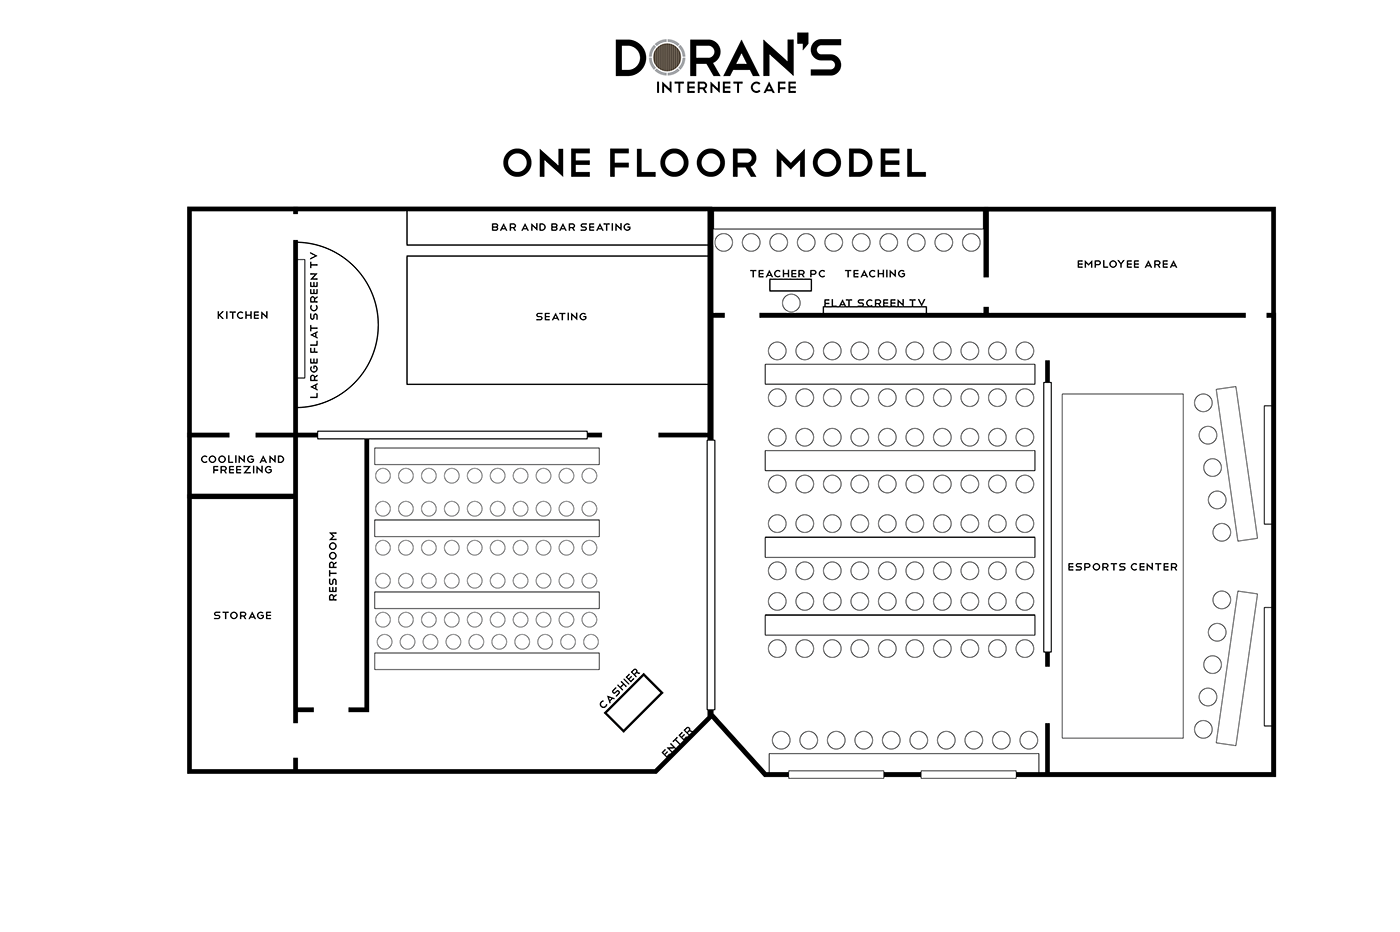 DORAN'S
INTERNET CAFE
ONE FLOOR MODEL
BAR AND BAR SEATING
KITCHEN
LARGE FLAT SCREEN TV
SEATING
TEACHER PC
TEACHING
FLAT SCREEN TV
EMPLOYEE AREA
COOLING AND
FREEZING
STORAGE
RESTROOM
CASHIER
ENTER
ESPORTS CENTER